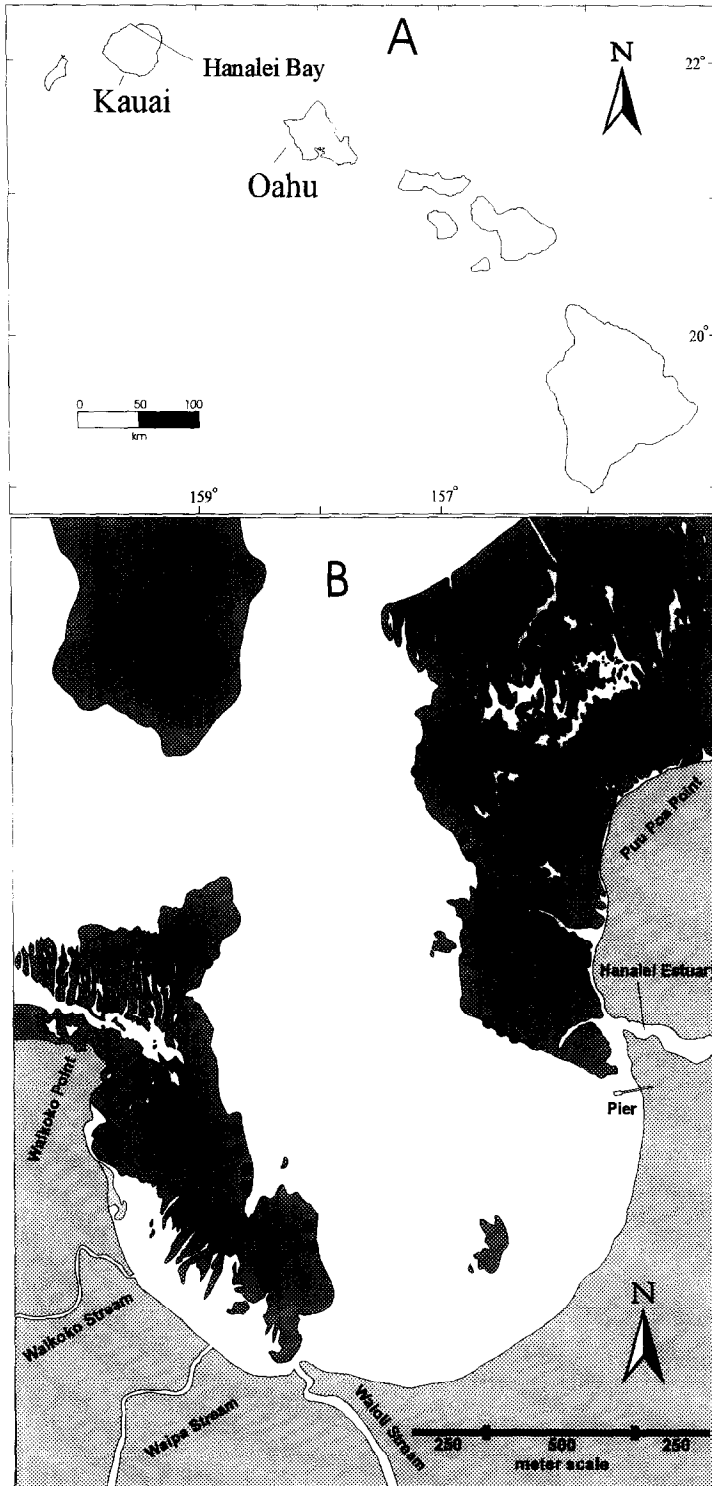 A
N
Hanalei Bay
22°
Kauai
Oahu
20°
0 50 100
km
159°
157°
B
Puu Poa Point
Hanalei Estuary
Waikoko Point
Pier
Waikoko Stream
N
Waipa Stream
Waioli Stream
250 500 250
meter scale